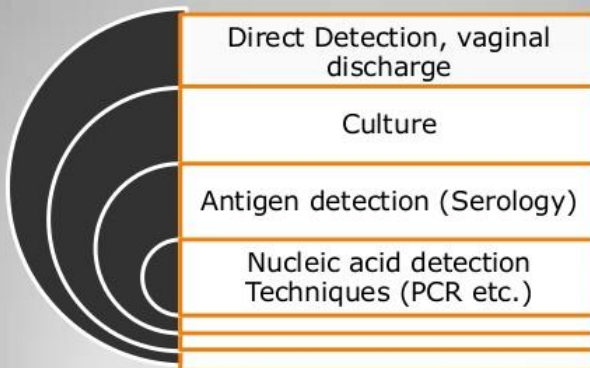 Direct Detection, vaginal
discharge
Culture
Antigen detection (Serology)
Nucleic acid detection
Techniques (PCR etc.)